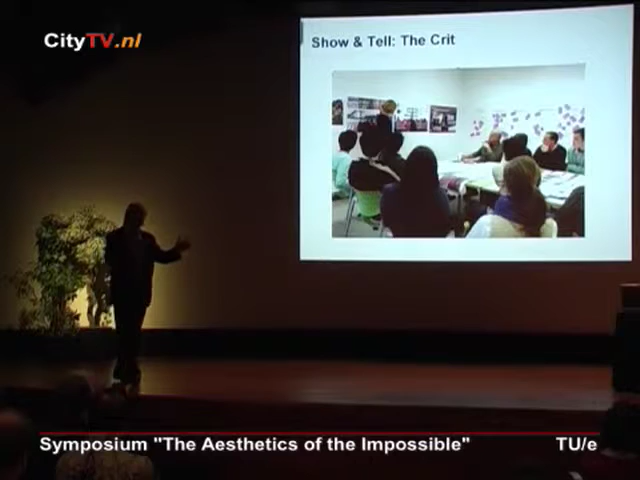 CityTV.nl
Show & Tell: The Crit
Symposium "The Aesthetics of the Impossible"
TU/e